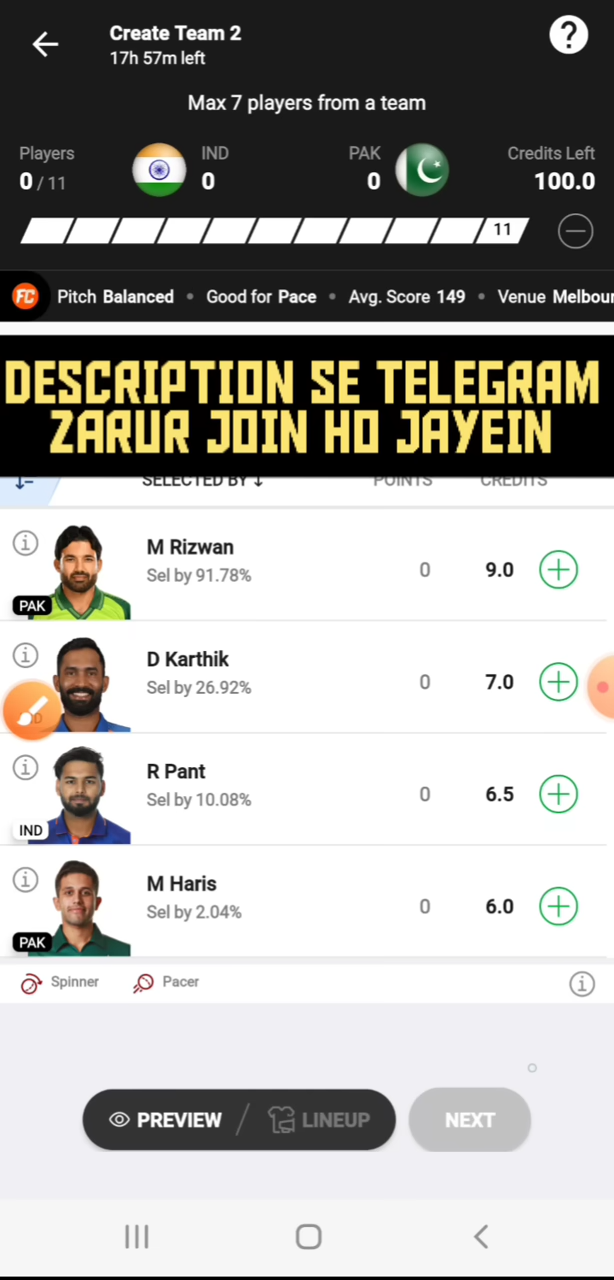 Create Team 2
17h 57m left
?
Max 7 players from a team
Players IND PAK Credits Left
0 / 11 0 0 100.0
11
FC Pitch Balanced • Good for Pace • Avg. Score 149 • Venue Melbour
DESCRIPTION SE TELEGRAM
ZARUR JOIN HO JAYEIN
SELECTED BY ↓ POINTS CREDITS
M Rizwan
Sel by 91.78% 0 9.0
PAK
D Karthik
Sel by 26.92% 0 7.0
R Pant
Sel by 10.08% 0 6.5
IND
M Haris
Sel by 2.04% 0 6.0
PAK
Spinner Pacer
PREVIEW / LINEUP NEXT